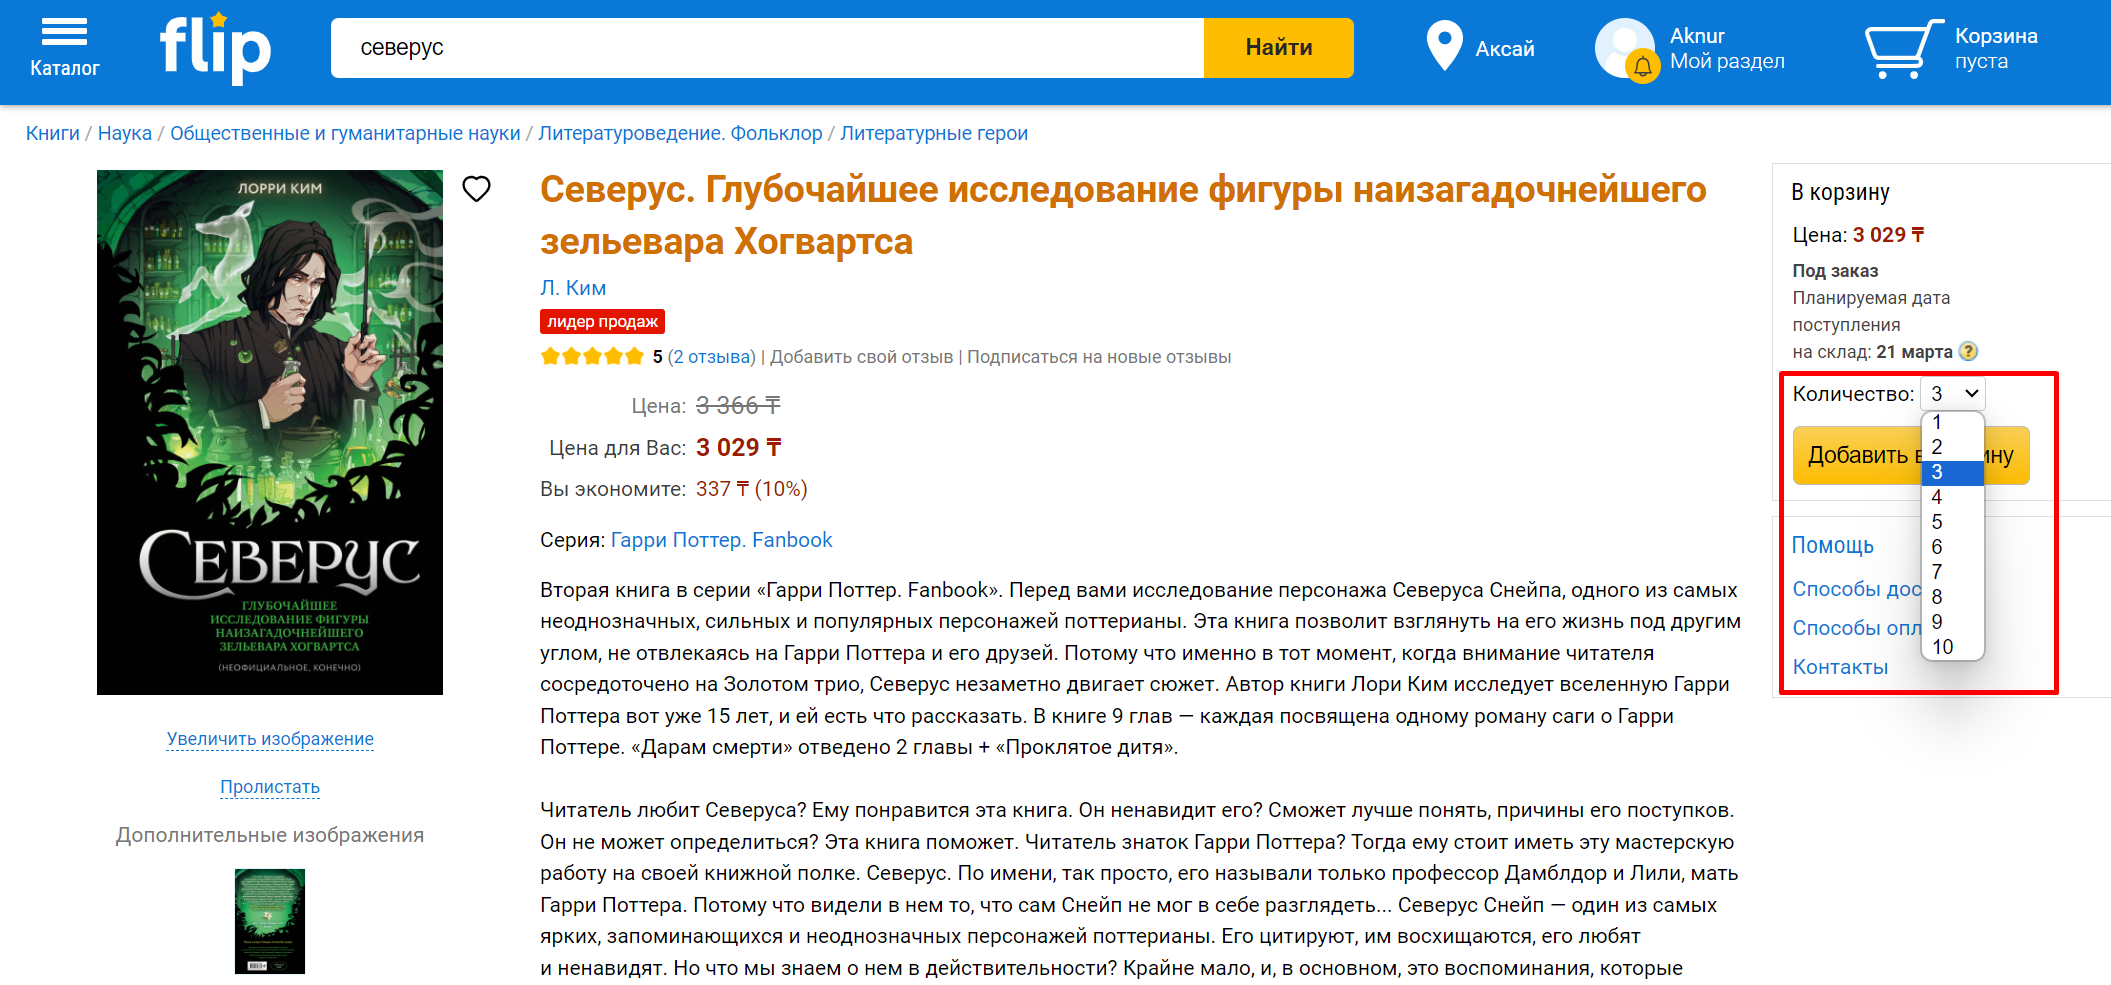 Каталог
flip
северус
Найти
Аксай
Aknur
Мой раздел
Корзина
пуста
Книги / Наука / Общественные и гуманитарные науки / Литературоведение. Фольклор / Литературные герои
ЛОРРИ КИМ
СЕВЕРУС
ГЛУБОЧАЙШЕЕ
ИССЛЕДОВАНИЕ ФИГУРЫ
НАИЗАГАДОЧНЕЙШЕГО
ЗЕЛЬЕВАРА ХОГВАРТСА
(НЕОФИЦИАЛЬНОЕ, КОНЕЧНО)
Увеличить изображение
Пролистать
Дополнительные изображения
Северус. Глубочайшее исследование фигуры наизагадочнейшего
зельевара Хогвартса
Л. Ким
лидер продаж
5 (2 отзыва) | Добавить свой отзыв | Подписаться на новые отзывы
Цена: 3 366 ₸
Цена для Вас: 3 029 ₸
Вы экономите: 337 ₸ (10%)
Серия: Гарри Поттер. Fanbook
Вторая книга в серии «Гарри Поттер. Fanbook». Перед вами исследование персонажа Северуса Снейпа, одного из самых
неоднозначных, сильных и популярных персонажей поттерианы. Эта книга позволит взглянуть на его жизнь под другим
углом, не отвлекаясь на Гарри Поттера и его друзей. Потому что именно в тот момент, когда внимание читателя
сосредоточено на Золотом трио, Северус незаметно двигает сюжет. Автор книги Лори Ким исследует вселенную Гарри
Поттера вот уже 15 лет, и ей есть что рассказать. В книге 9 глав — каждая посвящена одному роману саги о Гарри
Поттере. «Дарам смерти» отведено 2 главы + «Проклятое дитя».
Читатель любит Северуса? Ему понравится эта книга. Он ненавидит его? Сможет лучше понять, причины его поступков.
Он не может определиться? Эта книга поможет. Читатель знаток Гарри Поттера? Тогда ему стоит иметь эту мастерскую
работу на своей книжной полке. Северус. По имени, так просто, его называли только профессор Дамблдор и Лили, мать
Гарри Поттера. Потому что видели в нем то, что сам Снейп не мог в себе разглядеть... Северус Снейп — один из самых
ярких, запоминающихся и неоднозначных персонажей поттерианы. Его цитируют, им восхищаются, его любят
и ненавидят. Но что мы знаем о нем в действительности? Крайне мало, и, в основном, это воспоминания, которые
В корзину
Цена: 3 029 ₸
Под заказ
Планируемая дата
поступления
на склад: 21 марта ?
Количество: 3
1
2
3
4
5
6
7
8
9
10
Добавить в ну
Помощь
Способы дос
Способы опл
Контакты